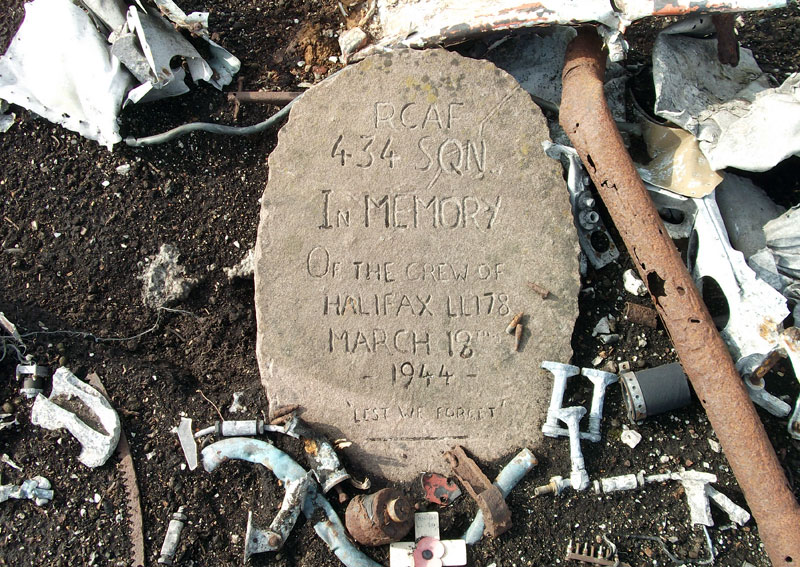 RCAF
434 SQN
IN MEMORY
OF THE CREW OF
HALIFAX LL178
MARCH 18TH
- 1944 -
'LEST WE FORGET'